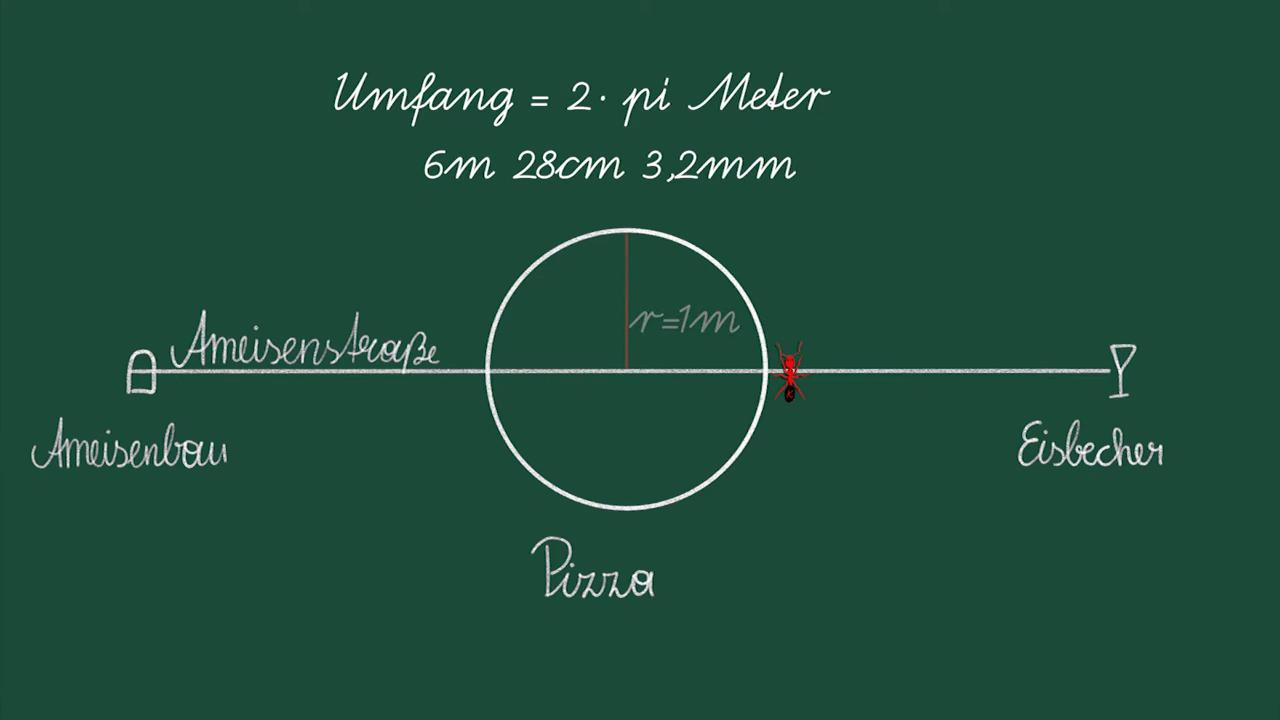 Umfang = 2 · pi Meter
6m 28cm 3,2mm
r=1m
Ameisenstraße
Ameisenbau
Eisbecher
Pizza
K